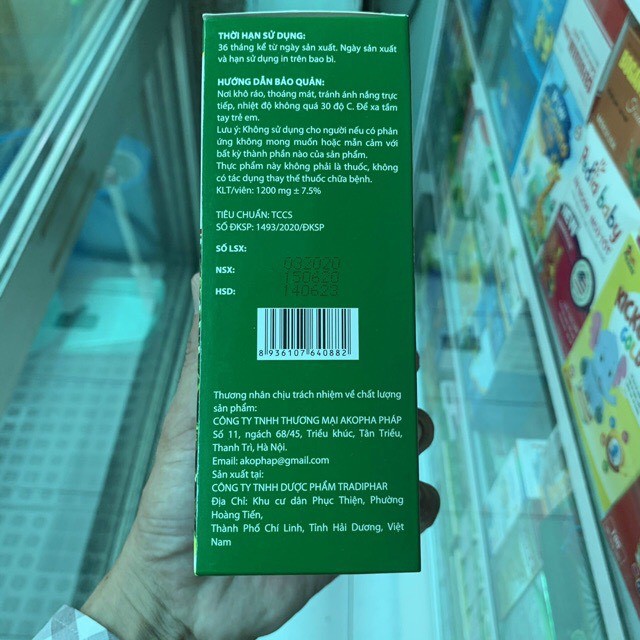 THỜI HẠN SỬ DỤNG:
36 tháng kể từ ngày sản xuất. Ngày sản xuất
và hạn sử dụng in trên bao bì.
HƯỚNG DẪN BẢO QUẢN:
Nơi khô ráo, thoáng mát, tránh ánh nắng trực
tiếp, nhiệt độ không quá 30 độ C. Để xa tầm
tay trẻ em.
Lưu ý: Không sử dụng cho người nếu có phản
ứng không mong muốn hoặc mẫn cảm với
bất kỳ thành phần nào của sản phẩm.
Thực phẩm này không phải là thuốc, không
có tác dụng thay thế thuốc chữa bệnh.
KLT/viên: 1200 mg ± 7.5%
TIÊU CHUẨN: TCCS
SỐ ĐKSP: 1493/2020/ĐKSP
SỐ LSX: 032020
NSX: 150620
HSD: 140623
8 936107 640882
Thương nhân chịu trách nhiệm về chất lượng
sản phẩm:
CÔNG TY TNHH THƯƠNG MẠI AKOPHA PHÁP
Số 11, ngách 68/45, Triều khúc, Tân Triều,
Thanh Trì, Hà Nội.
Email: akophap@gmail.com
Sản xuất tại:
CÔNG TY TNHH DƯỢC PHẨM TRADIPHAR
Địa Chỉ: Khu cư dân Phục Thiện, Phường
Hoàng Tiến,
Thành Phố Chí Linh, Tỉnh Hải Dương, Việt
Nam
baby